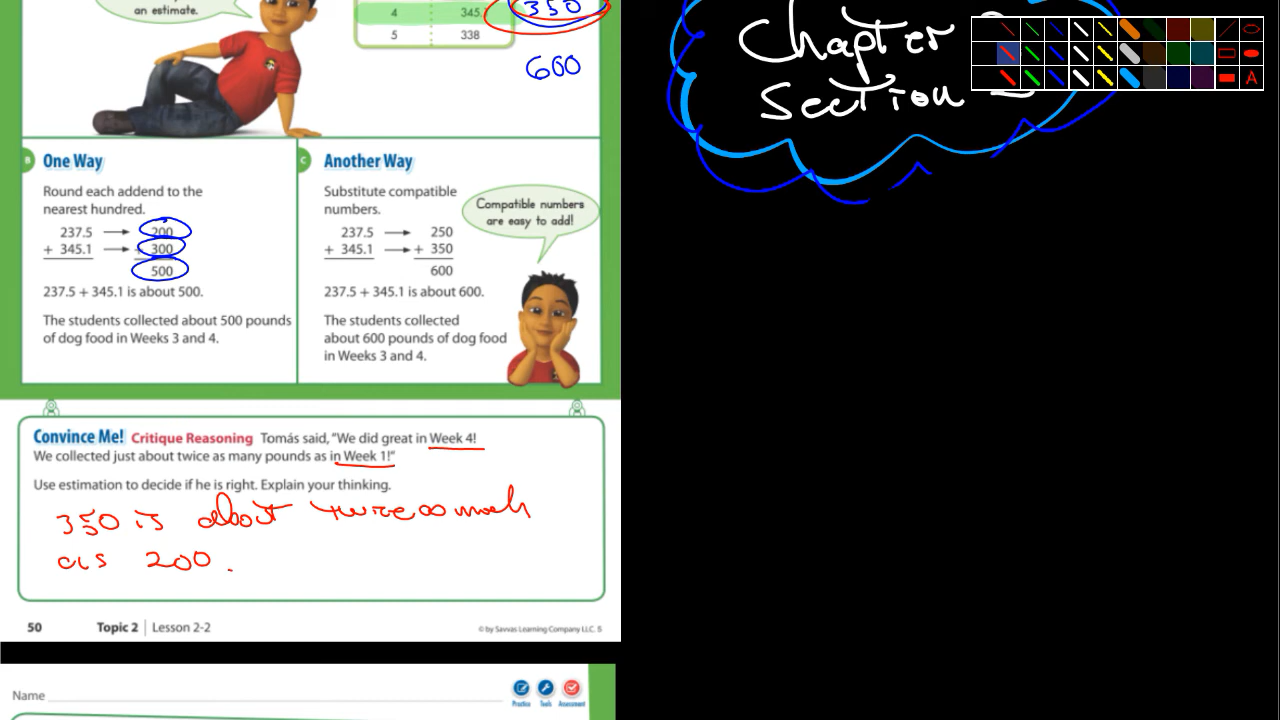 an estimate.
4 345. 350
5 338
600
Chapter
Section
A
B One Way
Round each addend to the
nearest hundred.
237.5 → 200
+ 345.1 → + 300
500
237.5 + 345.1 is about 500.
The students collected about 500 pounds
of dog food in Weeks 3 and 4.
C Another Way
Substitute compatible
numbers.
237.5 → 250
+ 345.1 → + 350
600
237.5 + 345.1 is about 600.
The students collected
about 600 pounds of dog food
in Weeks 3 and 4.
Compatible numbers
are easy to add!
Convince Me! Critique Reasoning Tomás said, "We did great in Week 4!
We collected just about twice as many pounds as in Week 1!"
Use estimation to decide if he is right. Explain your thinking.
350 is about twice as much
as 200.
50 Topic 2 | Lesson 2-2
© by Savvas Learning Company LLC. 5
Name
Practice Tools Assessment